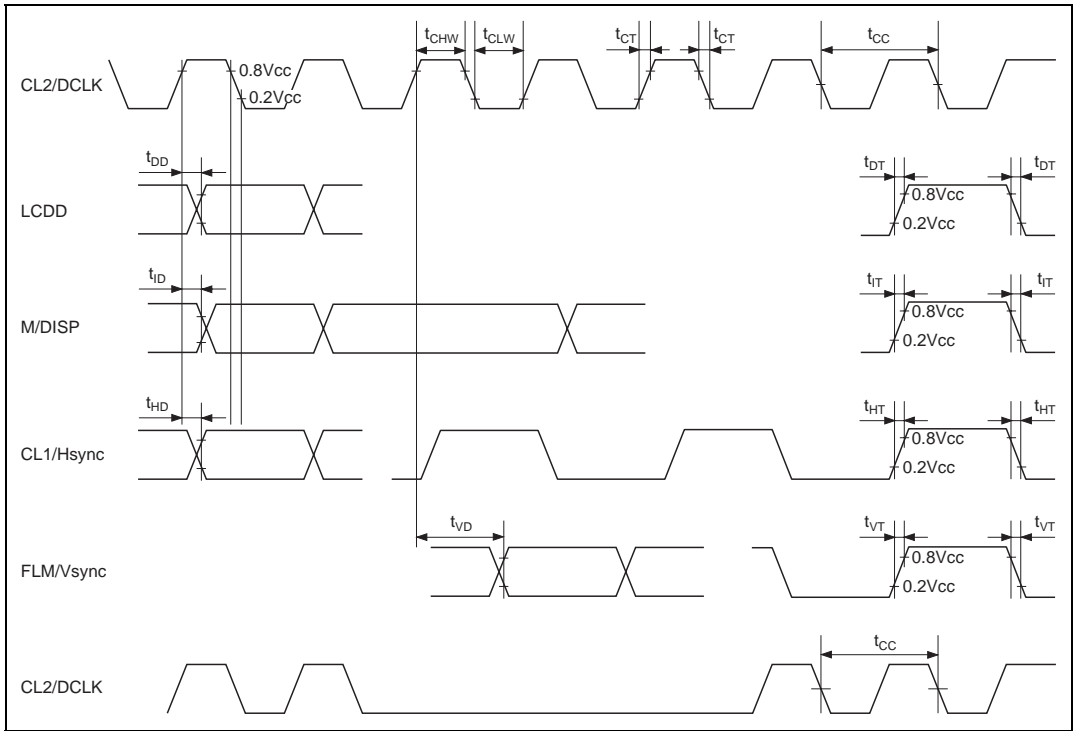 tCHW tCLW tCT tCT tCC
CL2/DCLK 0.8Vcc
0.2Vcc
tDD tDT tDT
LCDD 0.8Vcc
0.2Vcc
tID tIT tIT
M/DISP 0.8Vcc
0.2Vcc
tHD tHT tHT
CL1/Hsync 0.8Vcc
0.2Vcc
tVD tVT tVT
FLM/Vsync 0.8Vcc
0.2Vcc
tCC
CL2/DCLK